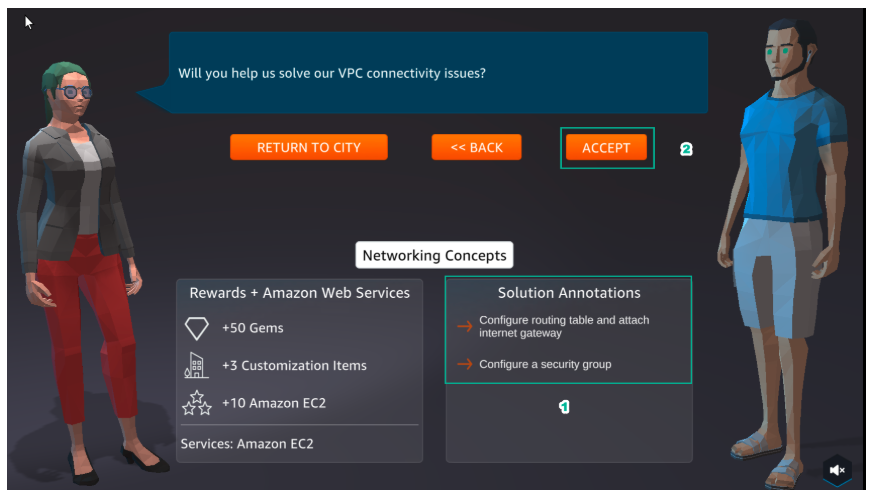 Will you help us solve our VPC connectivity issues?
RETURN TO CITY
<< BACK
ACCEPT
2
Networking Concepts
Rewards + Amazon Web Services
+50 Gems
+3 Customization Items
+10 Amazon EC2
Services: Amazon EC2
Solution Annotations
Configure routing table and attach
internet gateway
Configure a security group
1